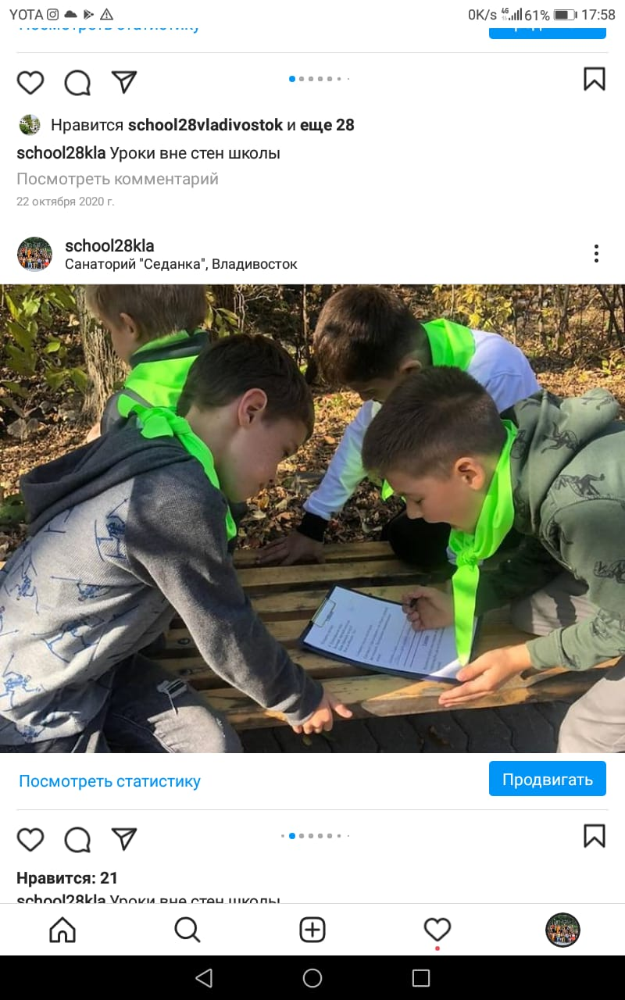 YOTA
0K/s 4G 61% 17:58
Посмотреть статистику
Нравится school28vladivostok и еще 28
school28kla Уроки вне стен школы
Посмотреть комментарий
22 октября 2020 г.
school28kla
Санаторий "Седанка", Владивосток
Посмотреть статистику
Продвигать
Нравится: 21
school28kla Уроки вне стен школы